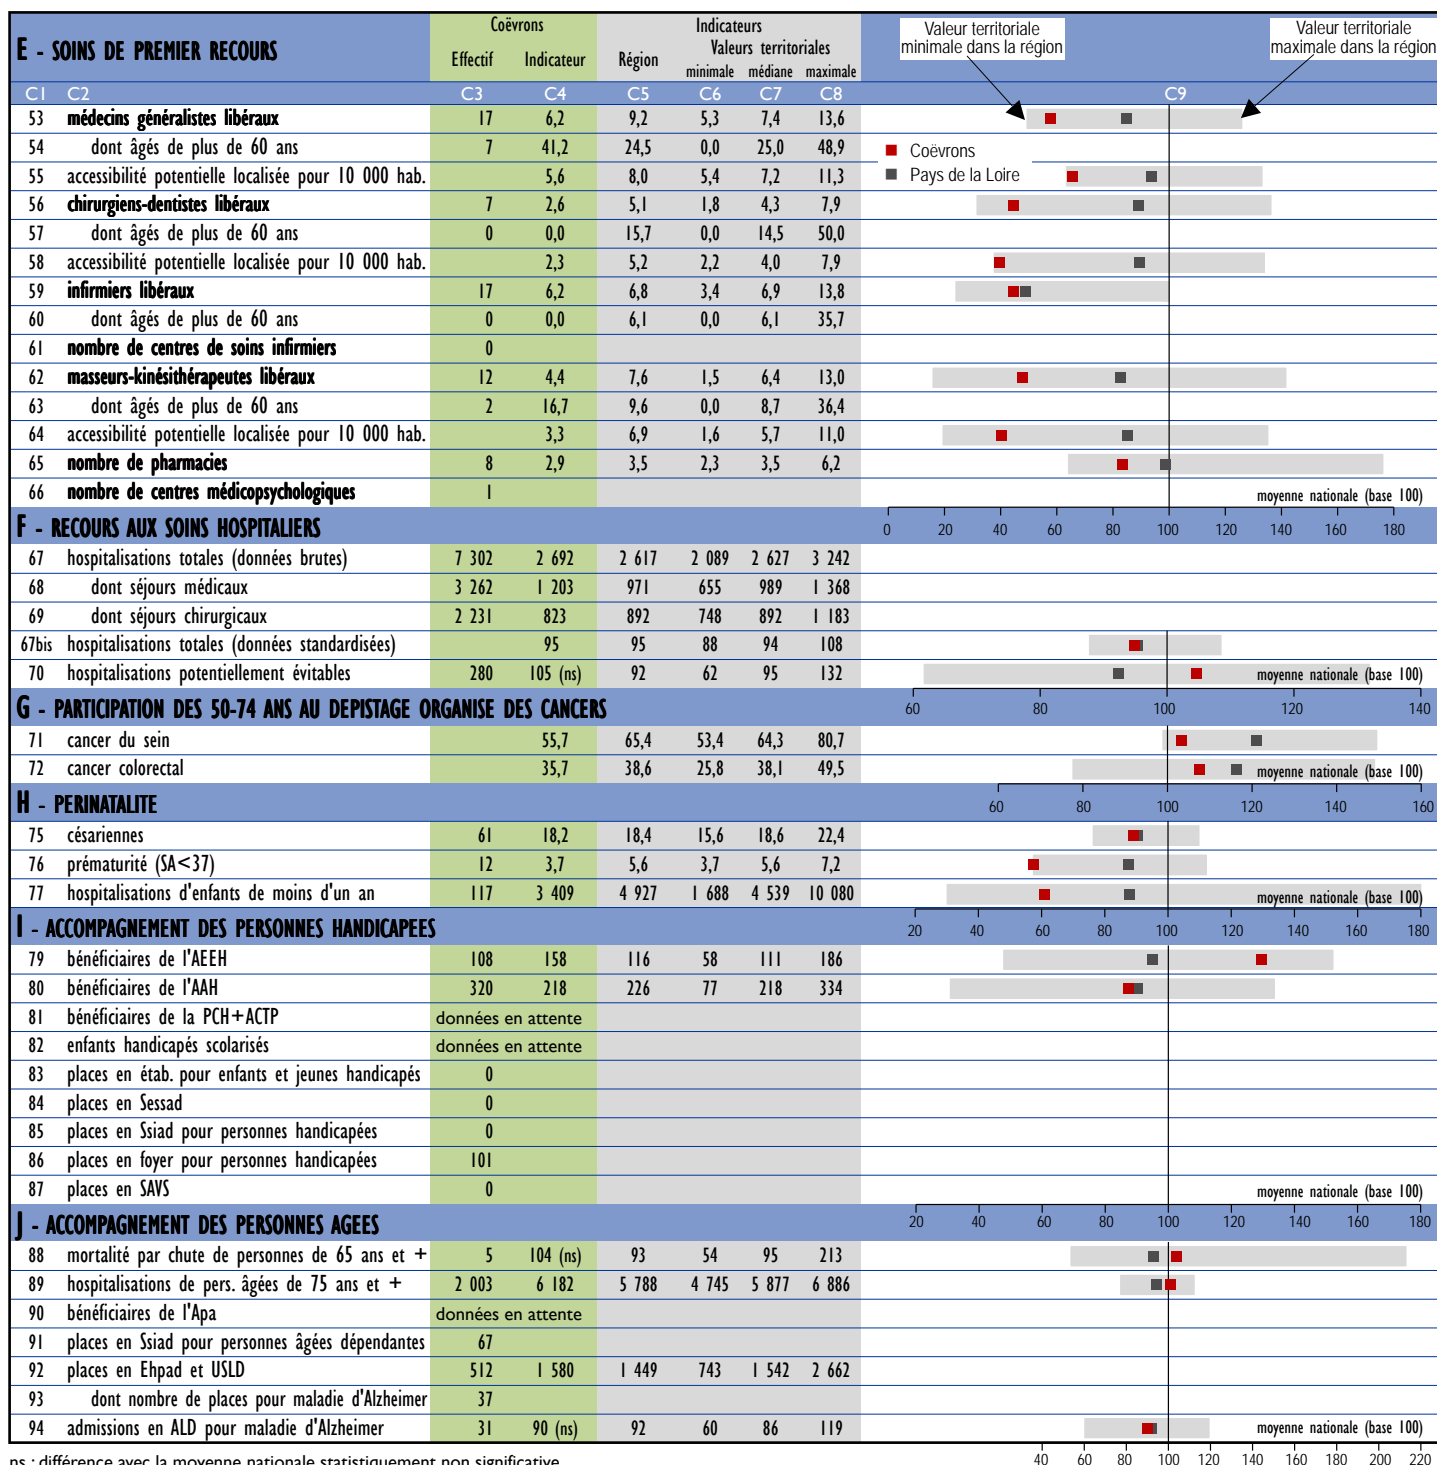 Coëvrons Indicateurs
E - SOINS DE PREMIER RECOURS Effectif Indicateur Région Valeurs territoriales
minimale médiane maximale
Valeur territoriale minimale dans la région
Valeur territoriale maximale dans la région
C1 C2 C3 C4 C5 C6 C7 C8 C9
53 médecins généralistes libéraux 17 6,2 9,2 5,3 7,4 13,6
54 dont âgés de plus de 60 ans 7 41,2 24,5 0,0 25,0 48,9
Coëvrons
55 accessibilité potentielle localisée pour 10 000 hab. 5,6 8,0 5,4 7,2 11,3
Pays de la Loire
56 chirurgiens-dentistes libéraux 7 2,6 5,1 1,8 4,3 7,9
57 dont âgés de plus de 60 ans 0 0,0 15,7 0,0 14,5 50,0
58 accessibilité potentielle localisée pour 10 000 hab. 2,3 5,2 2,2 4,0 7,9
59 infirmiers libéraux 17 6,2 6,8 3,4 6,9 13,8
60 dont âgés de plus de 60 ans 0 0,0 6,1 0,0 6,1 35,7
61 nombre de centres de soins infirmiers 0
62 masseurs-kinésithérapeutes libéraux 12 4,4 7,6 1,5 6,4 13,0
63 dont âgés de plus de 60 ans 2 16,7 9,6 0,0 8,7 36,4
64 accessibilité potentielle localisée pour 10 000 hab. 3,3 6,9 1,6 5,7 11,0
65 nombre de pharmacies 8 2,9 3,5 2,3 3,5 6,2
66 nombre de centres médicopsychologiques 1 moyenne nationale (base 100)
F - RECOURS AUX SOINS HOSPITALIERS 0 20 40 60 80 100 120 140 160 180
67 hospitalisations totales (données brutes) 7 302 2 692 2 617 2 089 2 627 3 242
68 dont séjours médicaux 3 262 1 203 971 655 989 1 368
69 dont séjours chirurgicaux 2 231 823 892 748 892 1 183
67bis hospitalisations totales (données standardisées) 95 95 88 94 108
70 hospitalisations potentiellement évitables 280 105 (ns) 92 62 95 132 moyenne nationale (base 100)
G - PARTICIPATION DES 50-74 ANS AU DEPISTAGE ORGANISE DES CANCERS 60 80 100 120 140
71 cancer du sein 55,7 65,4 53,4 64,3 80,7
72 cancer colorectal 35,7 38,6 25,8 38,1 49,5 moyenne nationale (base 100)
H - PERINATALITE 60 80 100 120 140 160
75 césariennes 61 18,2 18,4 15,6 18,6 22,4
76 prématurité (SA<37) 12 3,7 5,6 3,7 5,6 7,2
77 hospitalisations d'enfants de moins d'un an 117 3 409 4 927 1 688 4 539 10 080 moyenne nationale (base 100)
I - ACCOMPAGNEMENT DES PERSONNES HANDICAPEES 20 40 60 80 100 120 140 160 180
79 bénéficiaires de l'AEEH 108 158 116 58 111 186
80 bénéficiaires de l'AAH 320 218 226 77 218 334
81 bénéficiaires de la PCH+ACTP données en attente
82 enfants handicapés scolarisés données en attente
83 places en étab. pour enfants et jeunes handicapés 0
84 places en Sessad 0
85 places en Ssiad pour personnes handicapées 0
86 places en foyer pour personnes handicapées 101
87 places en SAVS 0 moyenne nationale (base 100)
J - ACCOMPAGNEMENT DES PERSONNES AGEES 20 40 60 80 100 120 140 160 180
88 mortalité par chute de personnes de 65 ans et + 5 104 (ns) 93 54 95 213
89 hospitalisations de pers. âgées de 75 ans et + 2 003 6 182 5 788 4 745 5 877 6 886
90 bénéficiaires de l'Apa données en attente
91 places en Ssiad pour personnes âgées dépendantes 67
92 places en Ehpad et USLD 512 1 580 1 449 743 1 542 2 662
93 dont nombre de places pour maladie d'Alzheimer 37
94 admissions en ALD pour maladie d'Alzheimer 31 90 (ns) 92 60 86 119 moyenne nationale (base 100)
40 60 80 100 120 140 160 180 200 220
ns : différence avec la moyenne nationale statistiquement non significative